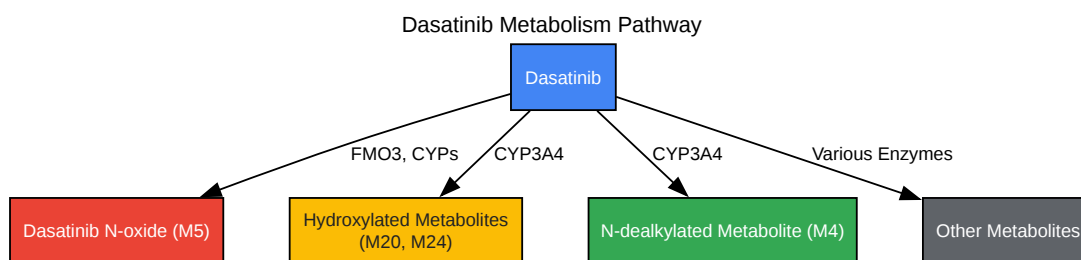 Dasatinib Metabolism Pathway
Dasatinib
FMO3, CYPs
CYP3A4
CYP3A4
Various Enzymes
Dasatinib N-oxide (M5)
Hydroxylated Metabolites
(M20, M24)
N-dealkylated Metabolite (M4)
Other Metabolites